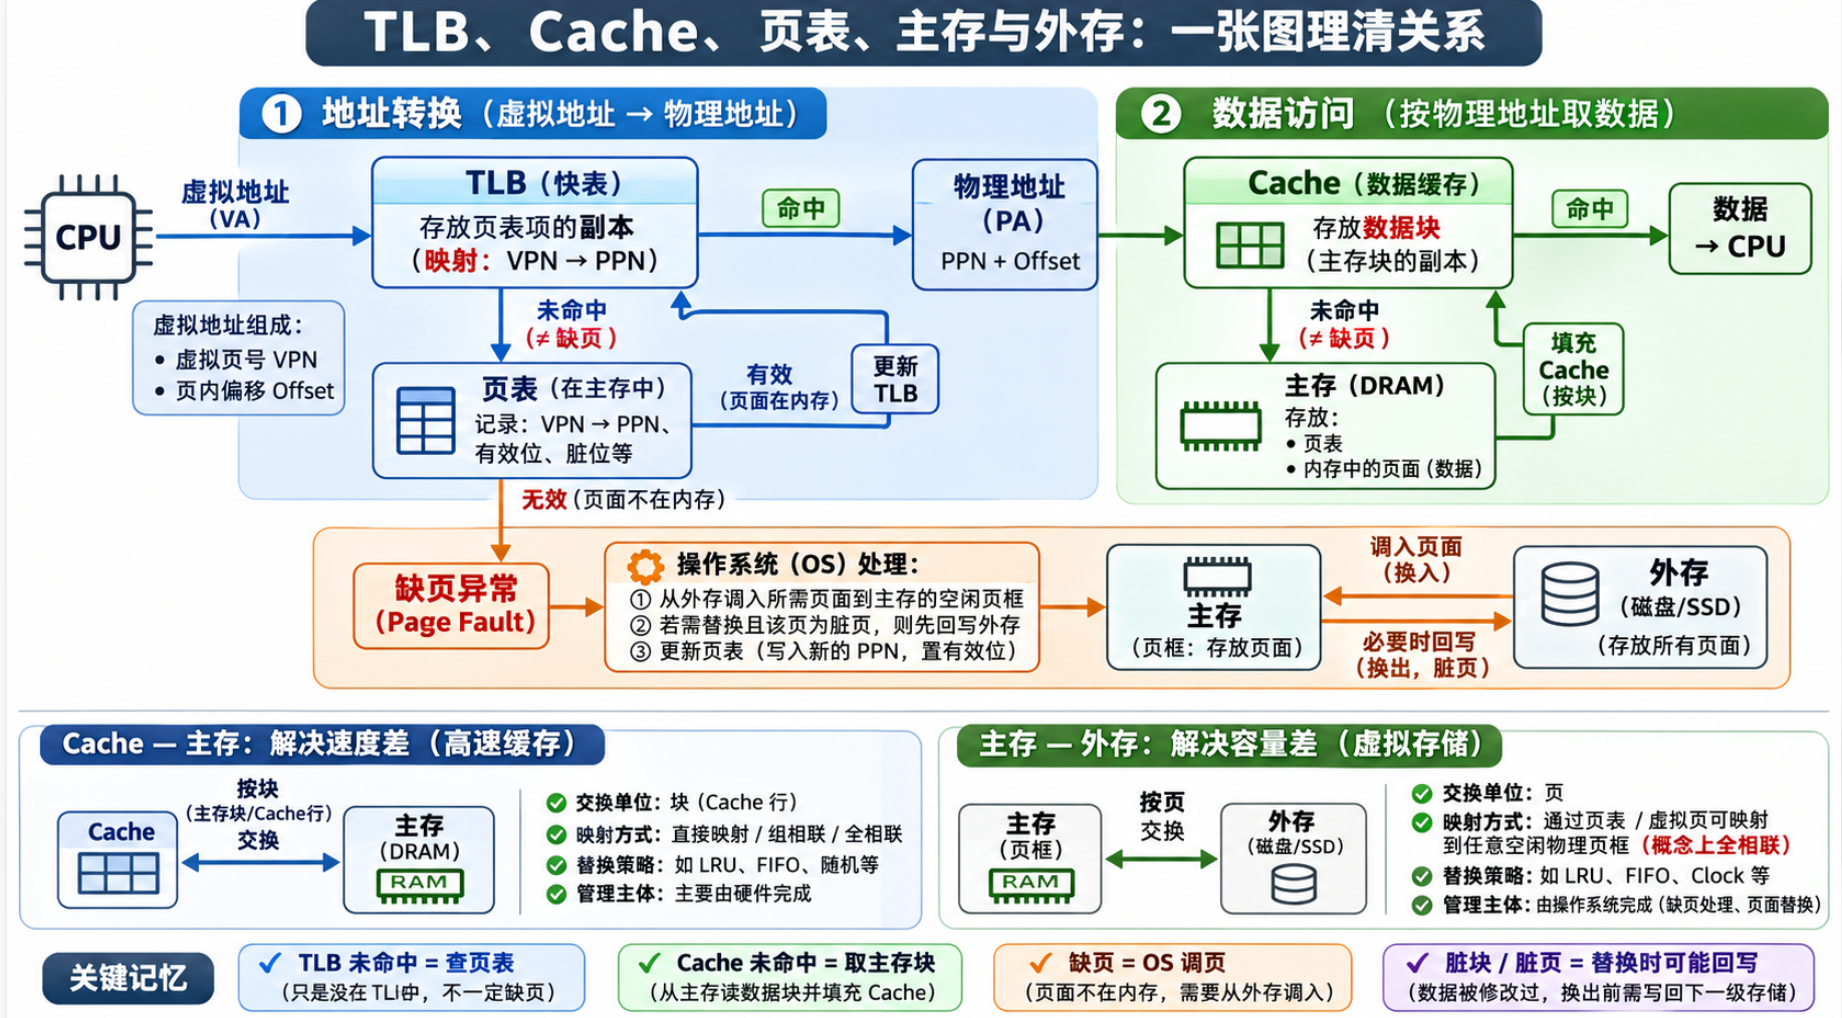 TLB、Cache、页表、主存与外存：一张图理清关系
① 地址转换（虚拟地址 → 物理地址）
CPU
虚拟地址
（VA）
虚拟地址组成：
• 虚拟页号 VPN
• 页内偏移 Offset
TLB（快表）
存放页表项的副本
（映射：VPN → PPN）
命中
物理地址
（PA）
PPN + Offset
未命中
（≠ 缺页）
页表（在主存中）
记录：VPN → PPN、
有效位、脏位等
有效
（页面在内存）
更新
TLB
无效（页面不在内存）
② 数据访问（按物理地址取数据）
Cache（数据缓存）
存放数据块
（主存块的副本）
命中
数据
→ CPU
未命中
（≠ 缺页）
主存（DRAM）
存放：
• 页表
• 内存中的页面（数据）
填充
Cache
（按块）
缺页异常
（Page Fault）
操作系统（OS）处理：
① 从外存调入所需页面到主存的空闲页框
② 若需替换且该页为脏页，则先回写外存
③ 更新页表（写入新的 PPN，置有效位）
主存
（页框：存放页面）
调入页面
（换入）
必要时回写
（换出，脏页）
外存
（磁盘/SSD）
（存放所有页面）
Cache — 主存：解决速度差（高速缓存）
Cache
按块
（主存块/Cache行）
交换
主存
（DRAM）
RAM
交换单位：块（Cache 行）
映射方式：直接映射 / 组相联 / 全相联
替换策略：如 LRU、FIFO、随机等
管理主体：主要由硬件完成
主存 — 外存：解决容量差（虚拟存储）
主存
（页框）
RAM
按页
交换
外存
（磁盘/SSD）
交换单位：页
映射方式：通过页表 / 虚拟页可映射
到任意空闲物理页框（概念上全相联）
替换策略：如 LRU、FIFO、Clock 等
管理主体：由操作系统完成（缺页处理、页面替换）
关键记忆
✓ TLB 未命中 = 查页表
（只是没在 中，不一定缺页）
✓ Cache 未命中 = 取主存块
（从主存读数据块并填充 Cache）
✓ 缺页 = OS 调页
（页面不在内存，需要从外存调入）
✓ 脏块 / 脏页 = 替换时可能回写
（数据被修改过，换出前需写回下一级存储）